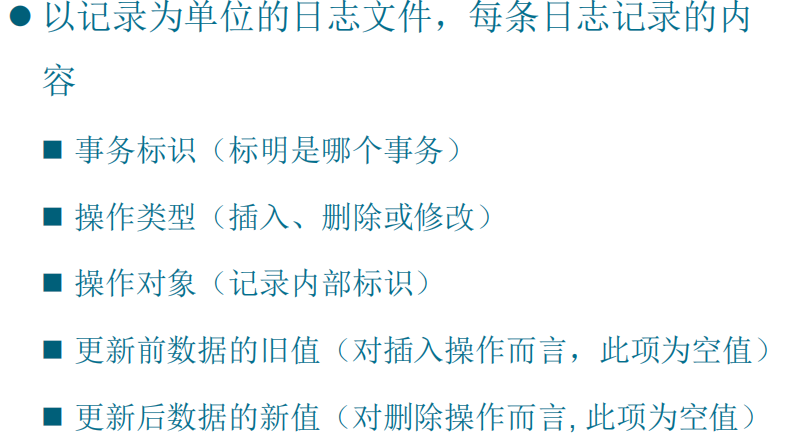 ● 以记录为单位的日志文件，每条日志记录的内
容
■ 事务标识（标明是哪个事务）
■ 操作类型（插入、删除或修改）
■ 操作对象（记录内部标识）
■ 更新前数据的旧值（对插入操作而言，此项为空值）
■ 更新后数据的新值（对删除操作而言,此项为空值）